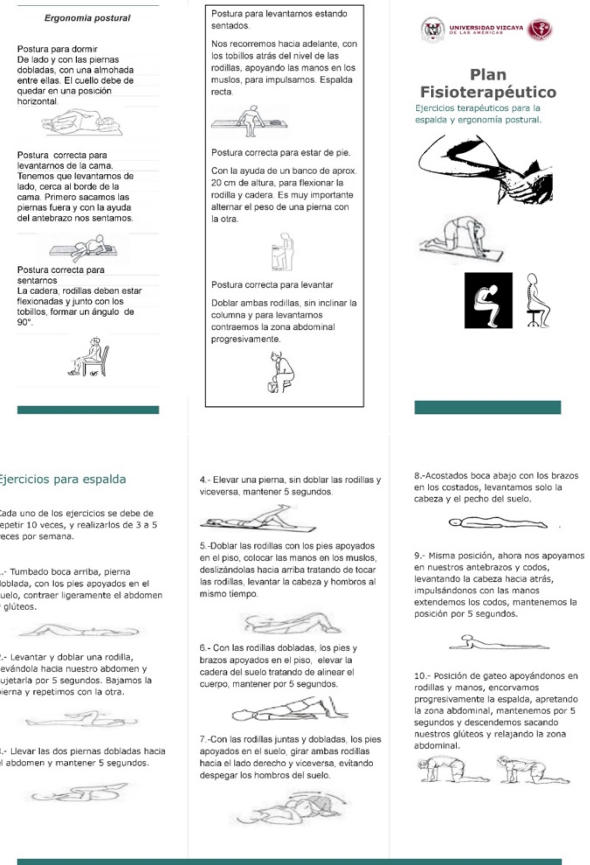 Ergonomia postural
Postura para dormir
De lado y con las piernas
dobladas, con una almohada
entre ellas. El cuello debe de
quedar en una posición
horizontal.
Postura correcta para
levantarnos de la cama.
Tenemos que levantarnos de
lado, cerca al borde de la
cama. Primero sacamos las
piernas fuera y con la ayuda
del antebrazo nos sentamos.
Postura correcta para
sentarnos
La cadera, rodillas deben estar
flexionadas y junto con los
tobillos, formar un ángulo de
90°.
Postura para levantarnos estando
sentados.
Nos recorremos hacia adelante, con
los tobillos atrás del nivel de las
rodillas, apoyando las manos en los
muslos, para impulsarnos. Espalda
recta.
Postura correcta para estar de pie.
Con la ayuda de un banco de aprox.
20 cm de altura, para flexionar la
rodilla y cadera. Es muy importante
alternar el peso de una pierna con
la otra.
Postura correcta para levantar
Doblar ambas rodillas, sin inclinar la
columna y para levantarnos
contraemos la zona abdominal
progresivamente.
UNIVERSIDAD VIZCAYA
DE LAS AMÉRICAS
Plan
Fisioterapéutico
Ejercicios terapéuticos para la
espalda y ergonomía postural.
Ejercicios para espalda
Cada uno de los ejercicios se debe de
epetir 10 veces, y realizarlos de 3 a 5
veces por semana.
.- Tumbado boca arriba, pierna
doblada, con los pies apoyados en el
suelo, contraer ligeramente el abdomen
glúteos.
.- Levantar y doblar una rodilla,
levándola hacia nuestro abdomen y
ujetarla por 5 segundos. Bajamos la
pierna y repetimos con la otra.
.- Llevar las dos piernas dobladas hacia
el abdomen y mantener 5 segundos.
4.- Elevar una pierna, sin doblar las rodillas y
viceversa, mantener 5 segundos.
5.-Doblar las rodillas con los pies apoyados
en el piso, colocar las manos en los muslos,
deslizándolas hacia arriba tratando de tocar
las rodillas, levantar la cabeza y hombros al
mismo tiempo.
6.- Con las rodillas dobladas, los pies y
brazos apoyados en el piso, elevar la
cadera del suelo tratando de alinear el
cuerpo, mantener por 5 segundos.
7.-Con las rodillas juntas y dobladas, los pies
apoyados en el suelo, girar ambas rodillas
hacia el lado derecho y viceversa, evitando
despegar los hombros del suelo.
8.-Acostados boca abajo con los brazos
en los costados, levantamos solo la
cabeza y el pecho del suelo.
9.- Misma posición, ahora nos apoyamos
en nuestros antebrazos y codos,
levantando la cabeza hacia atrás,
impulsándonos con las manos
extendemos los codos, mantenemos la
posición por 5 segundos.
10.- Posición de gateo apoyándonos en
rodillas y manos, encorvamos
progresivamente la espalda, apretando
la zona abdominal, mantenemos por 5
segundos y descendemos sacando
nuestros glúteos y relajando la zona
abdominal.